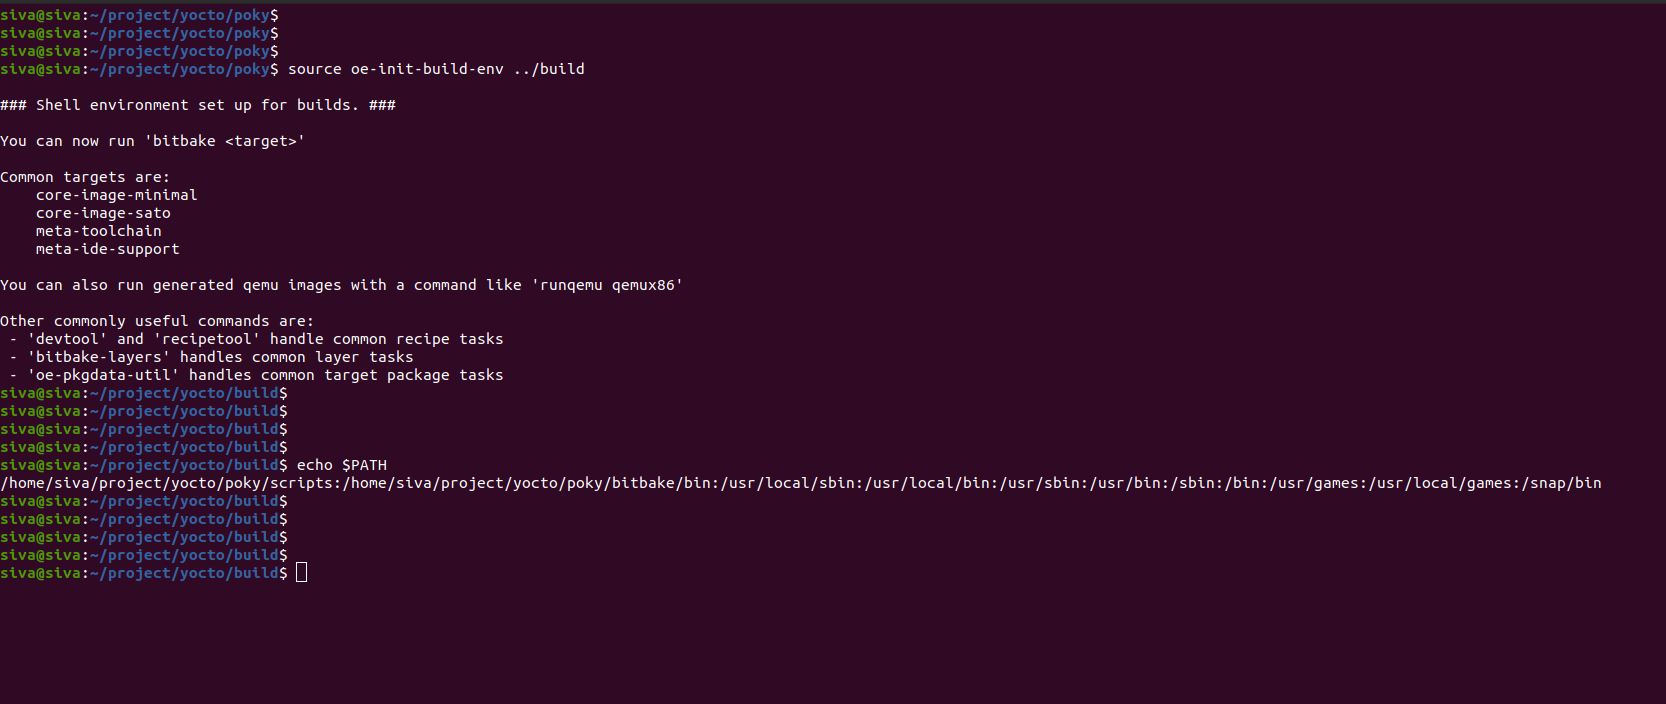 siva@siva:~/project/yocto/poky$
siva@siva:~/project/yocto/poky$
siva@siva:~/project/yocto/poky$
siva@siva:~/project/yocto/poky$ source oe-init-build-env ../build
### Shell environment set up for builds. ###
You can now run 'bitbake <target>'
Common targets are:
    core-image-minimal
    core-image-sato
    meta-toolchain
    meta-ide-support
You can also run generated qemu images with a command like 'runqemu qemux86'
Other commonly useful commands are:
 - 'devtool' and 'recipetool' handle common recipe tasks
 - 'bitbake-layers' handles common layer tasks
 - 'oe-pkgdata-util' handles common target package tasks
siva@siva:~/project/yocto/build$
siva@siva:~/project/yocto/build$
siva@siva:~/project/yocto/build$
siva@siva:~/project/yocto/build$
siva@siva:~/project/yocto/build$ echo $PATH
/home/siva/project/yocto/poky/scripts:/home/siva/project/yocto/poky/bitbake/bin:/usr/local/sbin:/usr/local/bin:/usr/sbin:/usr/bin:/sbin:/bin:/usr/games:/usr/local/games:/snap/bin
siva@siva:~/project/yocto/build$
siva@siva:~/project/yocto/build$
siva@siva:~/project/yocto/build$
siva@siva:~/project/yocto/build$
siva@siva:~/project/yocto/build$